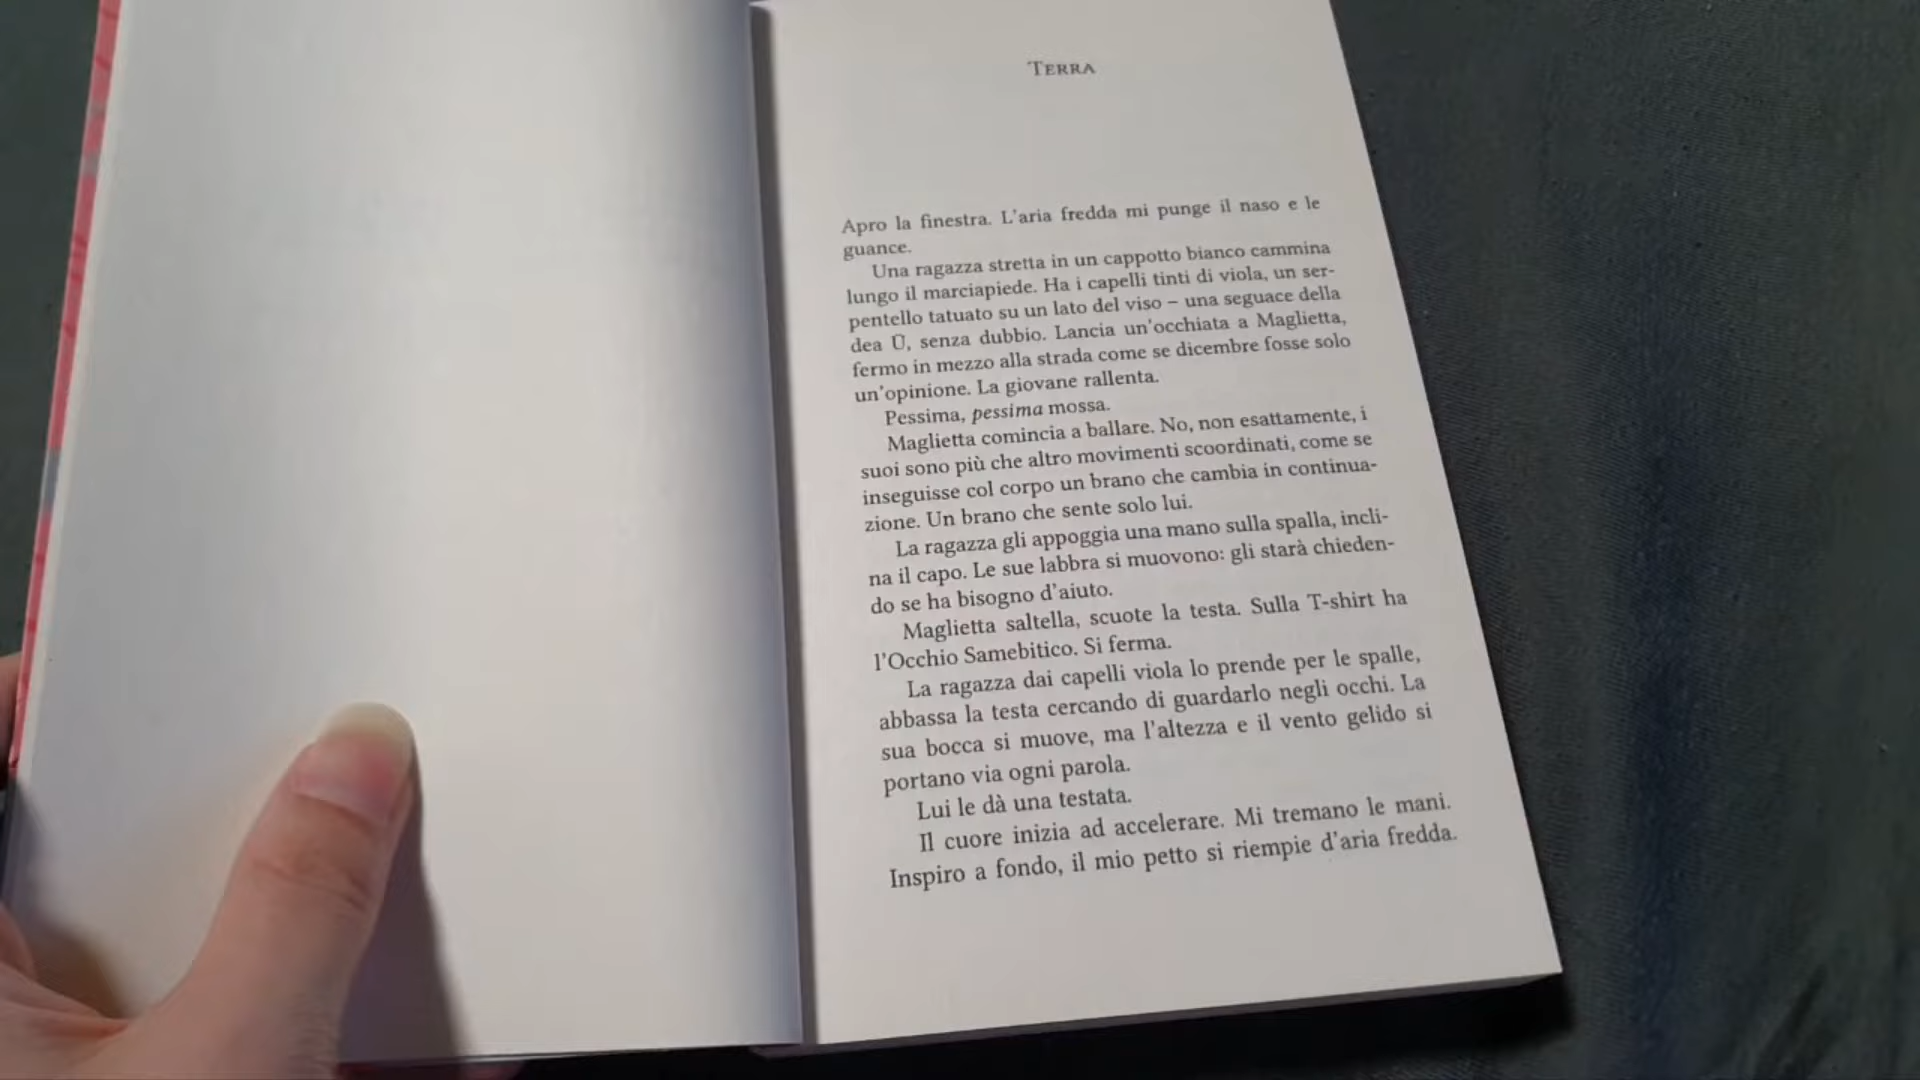 TERRA
Apro la finestra. L'aria fredda mi punge il naso e le
guance.
Una ragazza stretta in un cappotto bianco cammina
lungo il marciapiede. Ha i capelli tinti di viola, un ser-
pentello tatuato su un lato del viso – una seguace della
dea Ū, senza dubbio. Lancia un'occhiata a Maglietta,
fermo in mezzo alla strada come se dicembre fosse solo
un'opinione. La giovane rallenta.
Pessima, pessima mossa.
Maglietta comincia a ballare. No, non esattamente, i
suoi sono più che altro movimenti scoordinati, come se
inseguisse col corpo un brano che cambia in continua-
zione. Un brano che sente solo lui.
La ragazza gli appoggia una mano sulla spalla, incli-
na il capo. Le sue labbra si muovono: gli starà chieden-
do se ha bisogno d'aiuto.
Maglietta saltella, scuote la testa. Sulla T-shirt ha
l'Occhio Samebitico. Si ferma.
La ragazza dai capelli viola lo prende per le spalle,
abbassa la testa cercando di guardarlo negli occhi. La
sua bocca si muove, ma l'altezza e il vento gelido si
portano via ogni parola.
Lui le dà una testata.
Il cuore inizia ad accelerare. Mi tremano le mani.
Inspiro a fondo, il mio petto si riempie d'aria fredda.